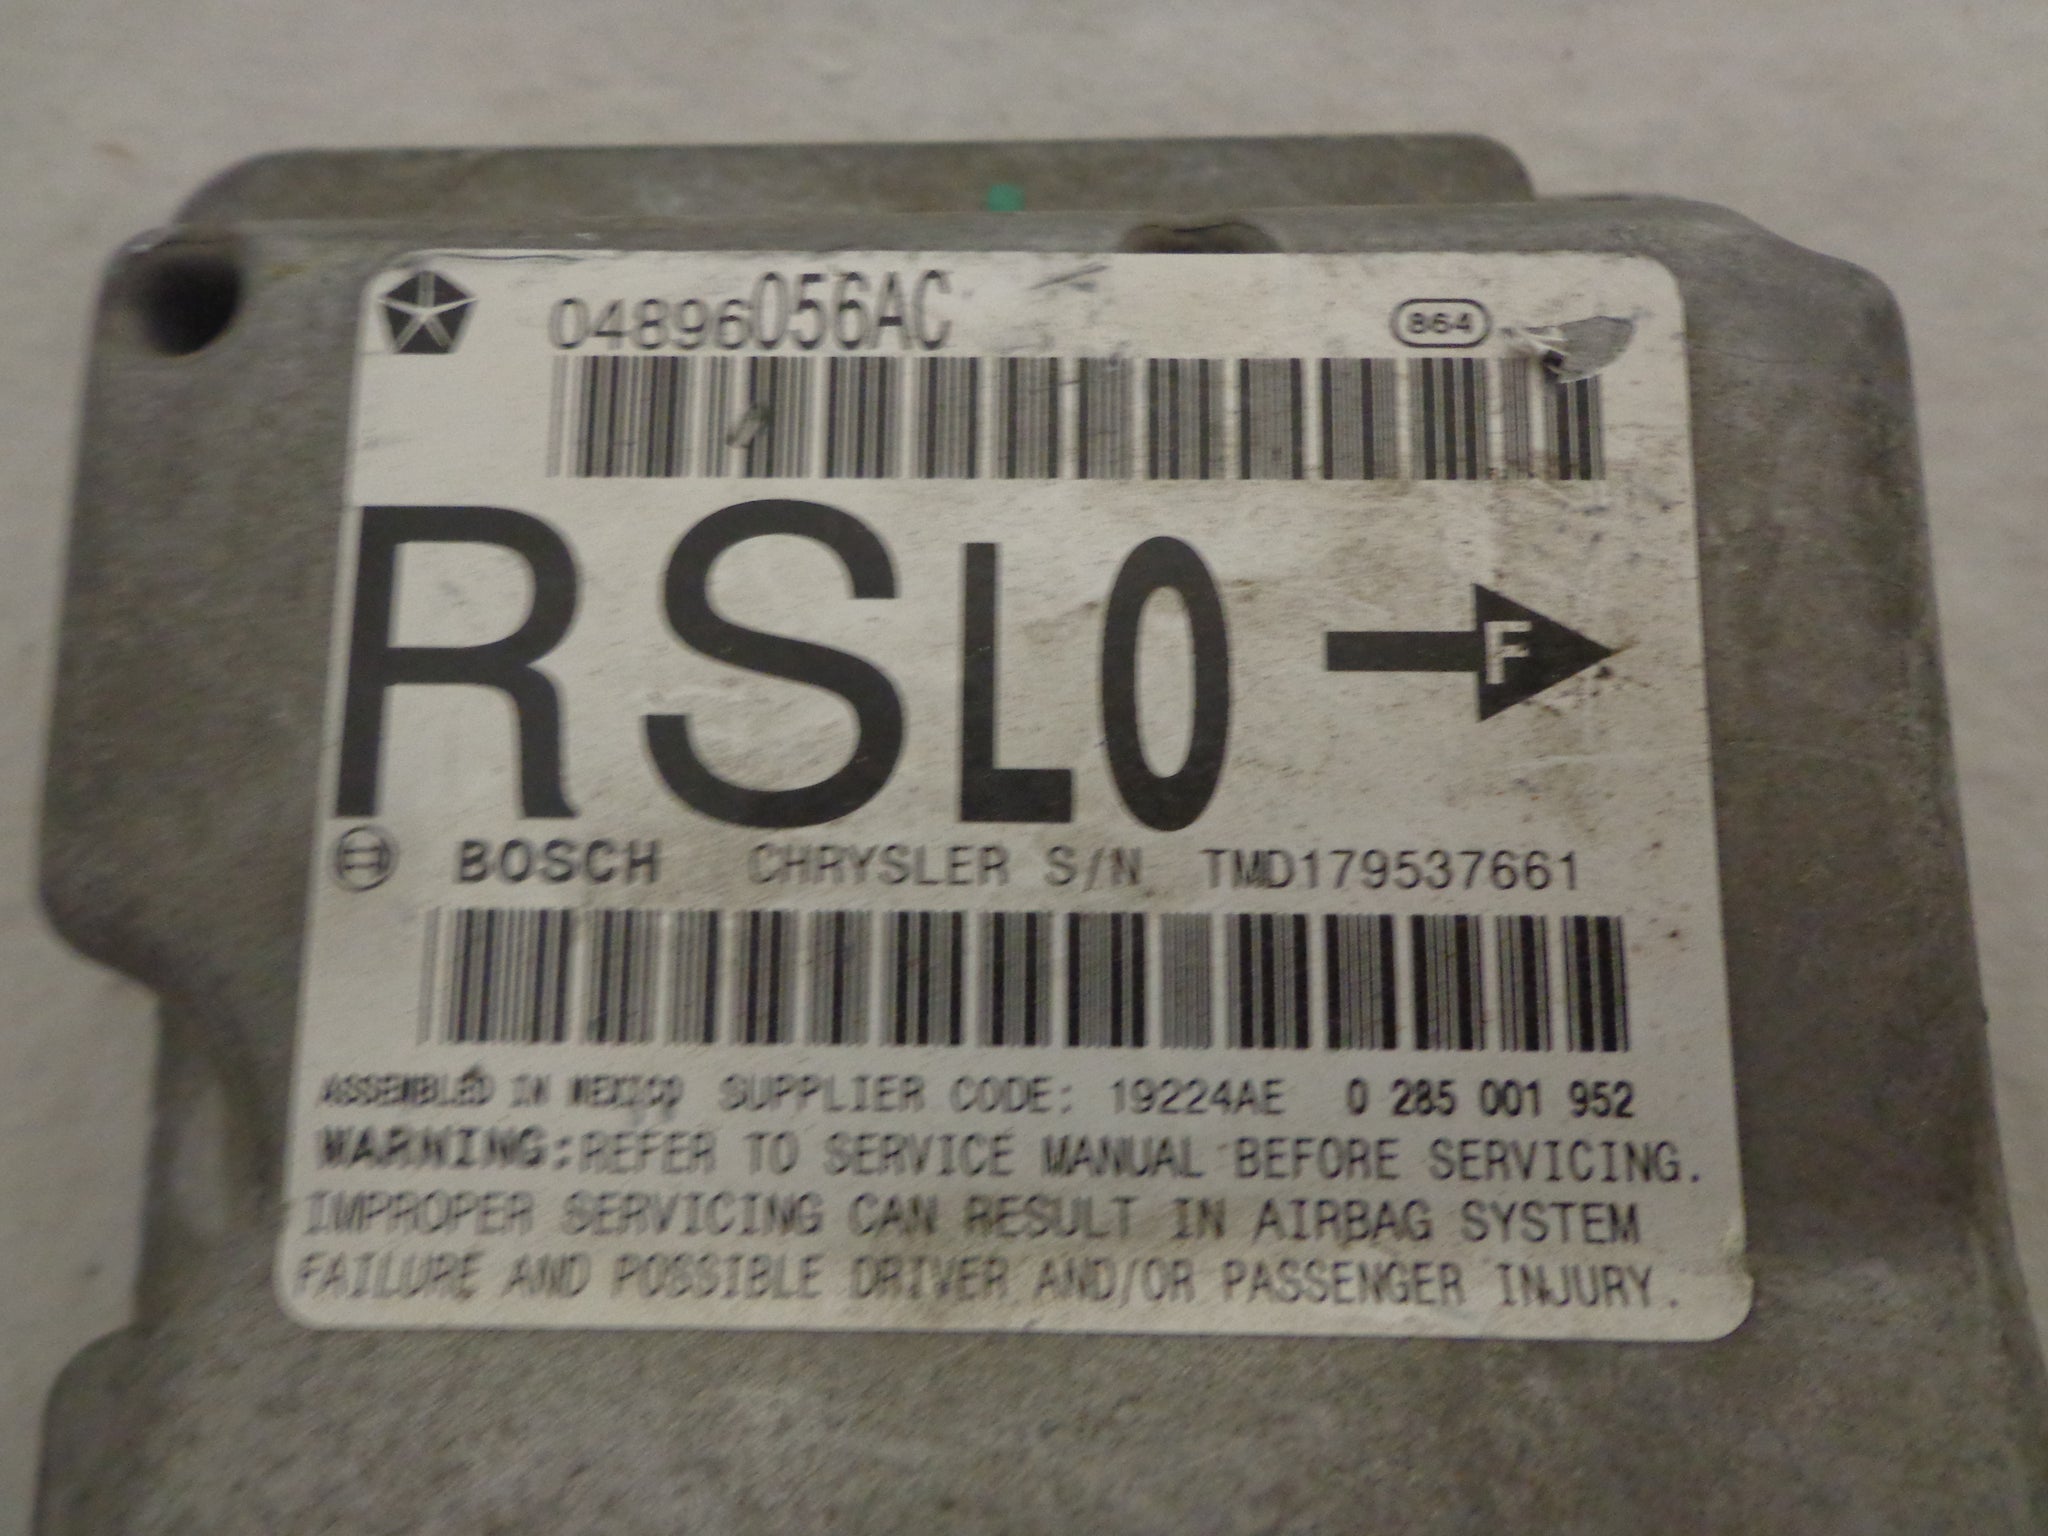 04896056AC 864
RSLO F
BOSCH CHRYSLER S/N TMD179537661
ASSEMBLED IN MEXICO SUPPLIER CODE: 19224AE 0 285 001 952
WARNING:REFER TO SERVICE MANUAL BEFORE SERVICING.
IMPROPER SERVICING CAN RESULT IN AIRBAG SYSTEM
FAILURE AND POSSIBLE DRIVER AND/OR PASSENGER INJURY.